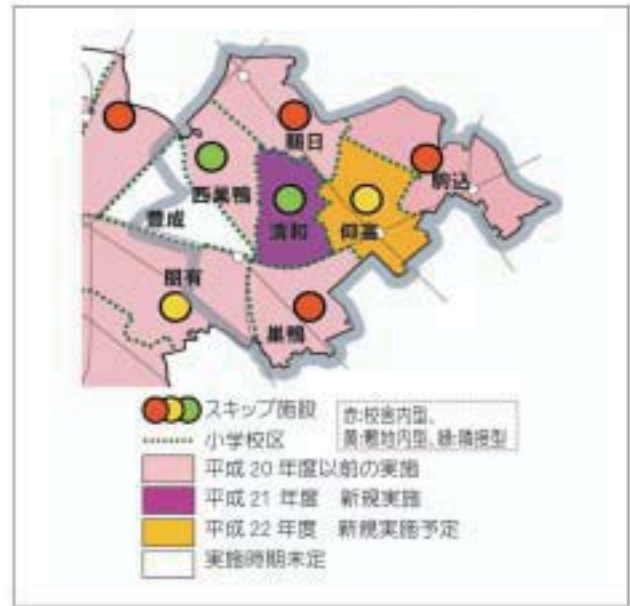 朝日
駒込
西巣鴨
清和
仰高
豊成
朋有
巣鴨
スキップ施設
赤:校舎内型、
黄:敷地内型、緑:隣接型
小学校区
平成20年度以前の実施
平成21年度 新規実施
平成22年度 新規実施予定
実施時期未定